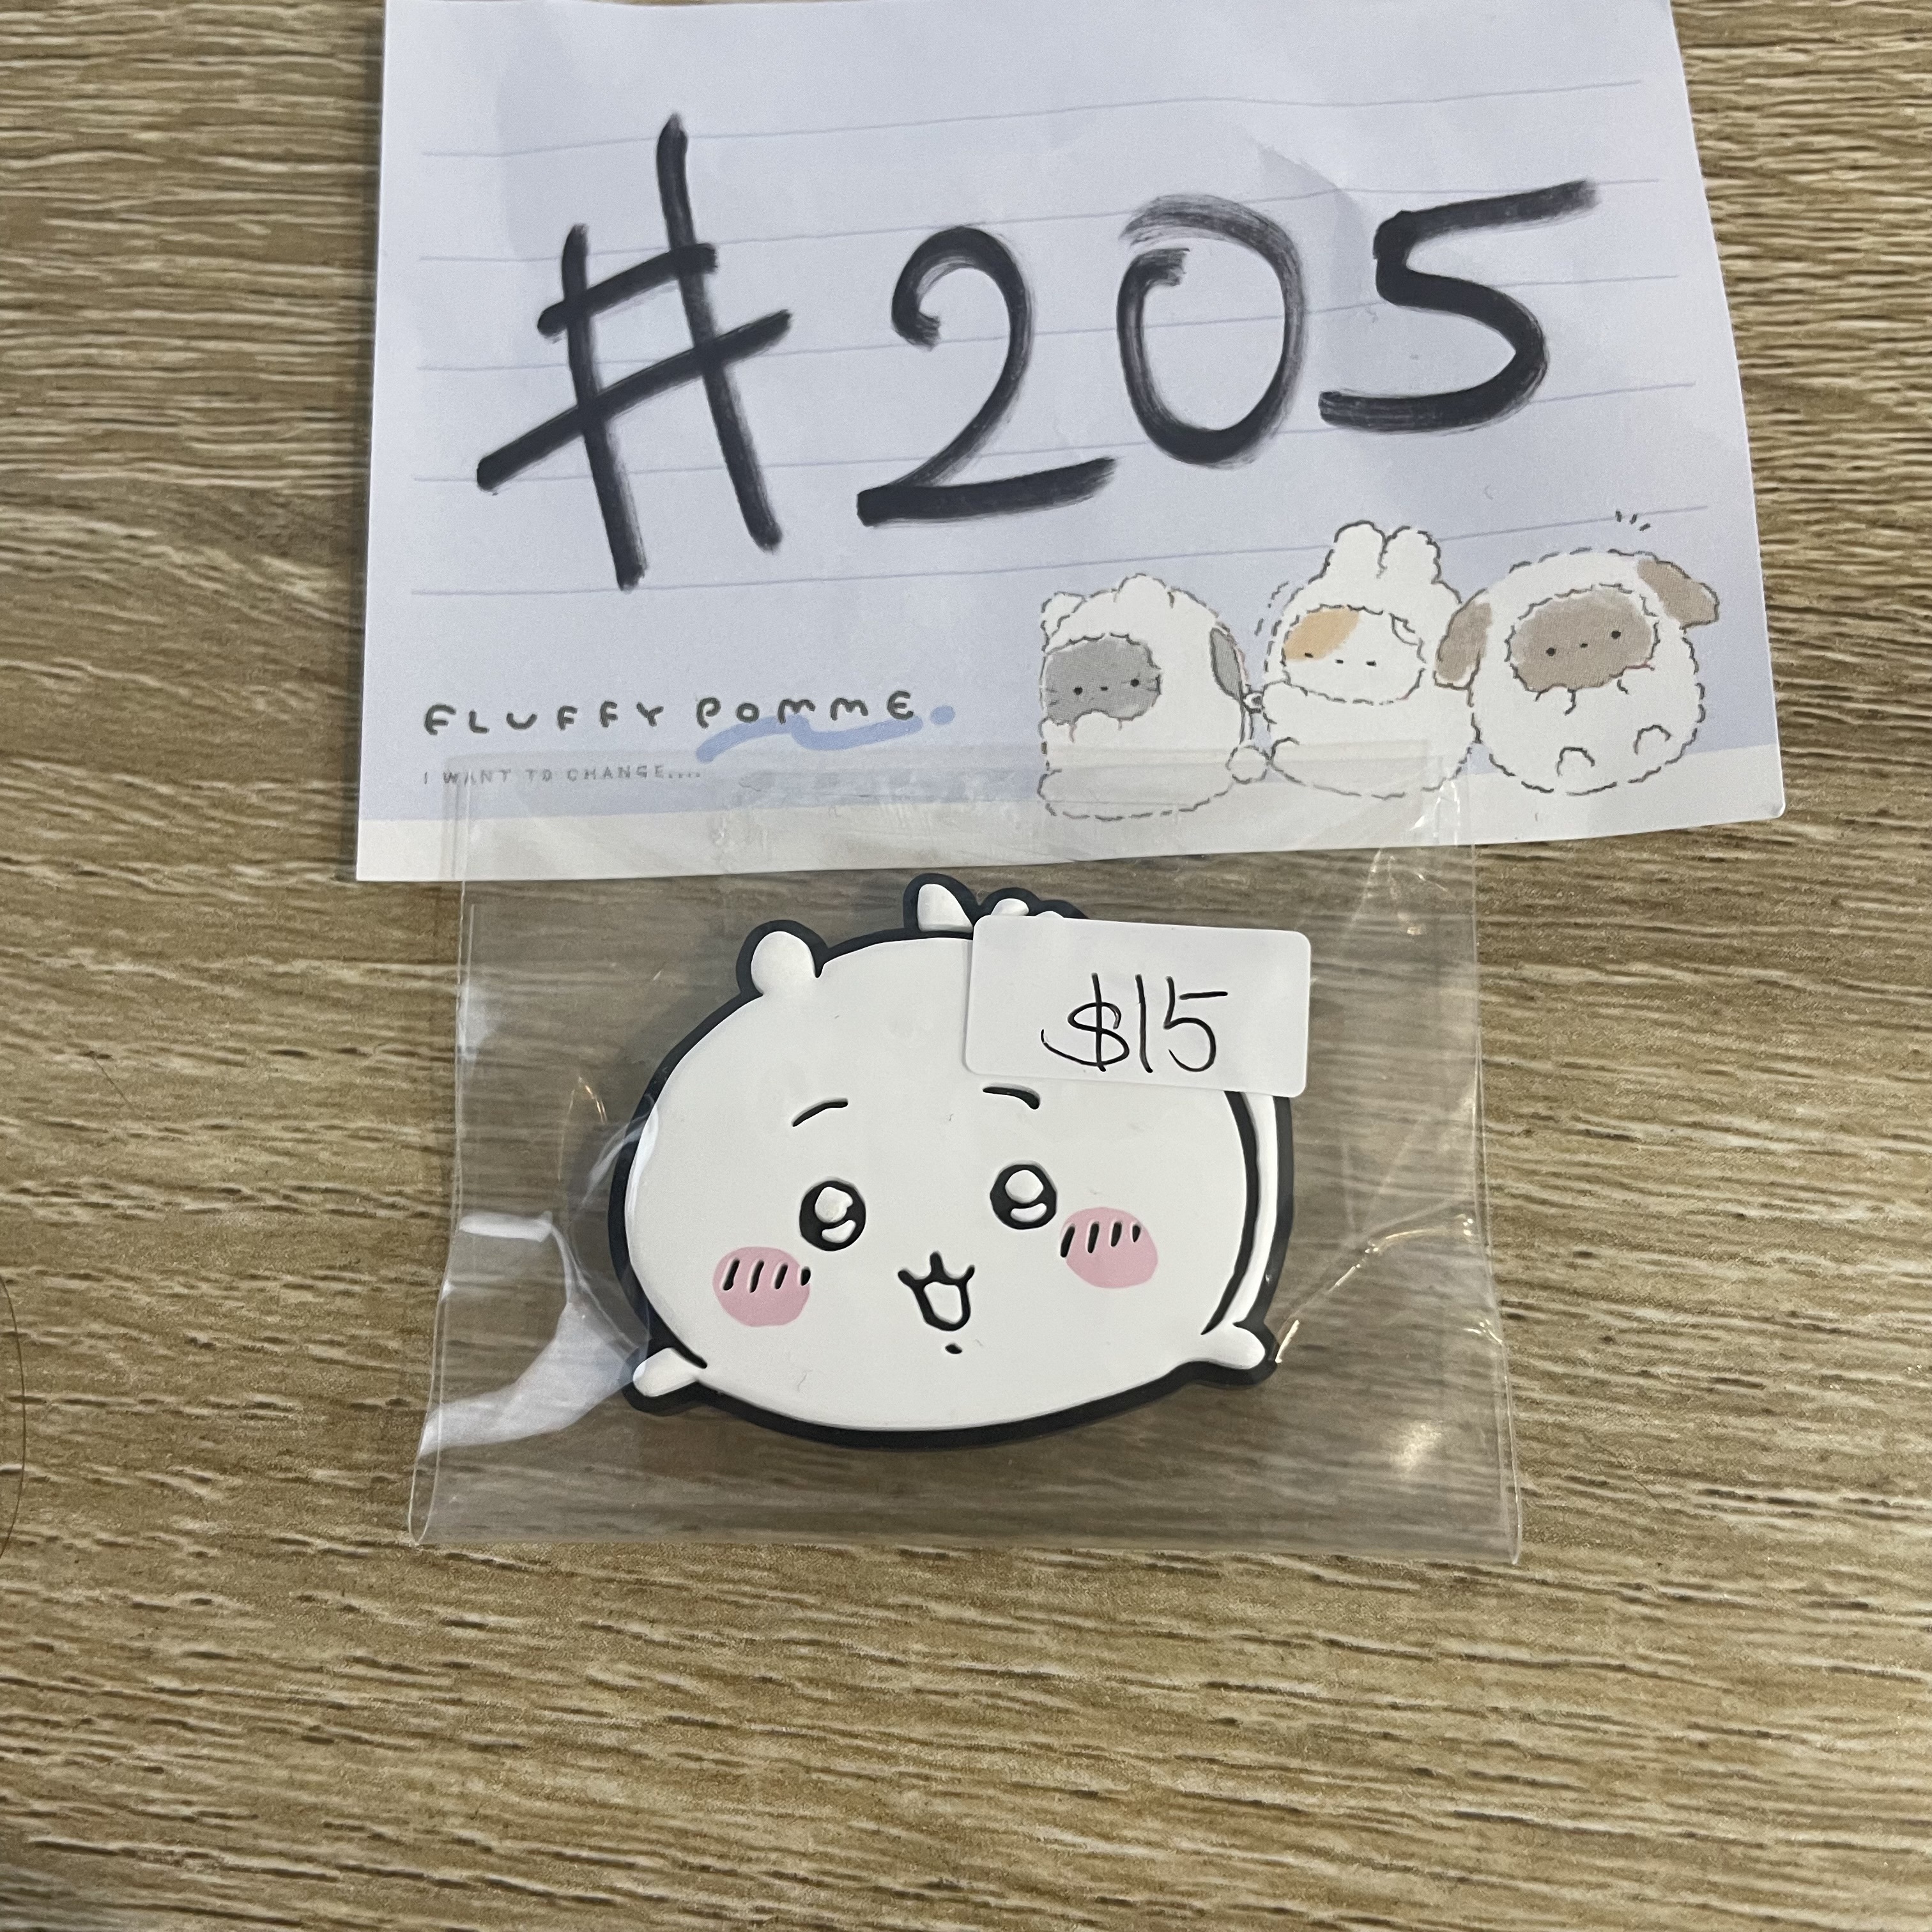 #205
FLUFFY POMME.
I WANT TO CHANGE....
$15